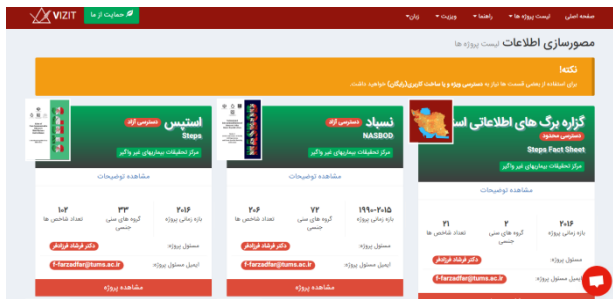 صفحه اصلی لیست پروژه ها راهنما ویزیت زبان
حمایت از ما
VIZIT
مصورسازی اطلاعات لیست پروژه ها
نکته!
برای استفاده از بعضی قسمت ها نیاز به دسترسی ویژه و یا ساخت کاربری(رایگان) خواهید داشت.
گزاره برگ های اطلاعاتی است
دسترسی محدود
Steps Fact Sheet
مرکز تحقیقات بیماریهای غیر واگیر
مشاهده توضیحات
۲۰۱۶ ۲ ۲۱
بازه زمانی پروژه گروه های سنی جنسی تعداد شاخص ها
مسئول پروژه: دکتر فرشاد فرزادفر
ایمیل مسئول پروژه: f-farzadfar@tums.ac.ir
نسباد دسترسی آزاد
NASBOD
مرکز تحقیقات بیماریهای غیر واگیر
مشاهده توضیحات
۱۹۹۰-۲۰۱۵ ۷۲ ۲۰۶
بازه زمانی پروژه گروه های سنی جنسی تعداد شاخص ها
مسئول پروژه: دکتر فرشاد فرزادفر
ایمیل مسئول پروژه: f-farzadfar@tums.ac.ir
مشاهده پروژه
استپس دسترسی آزاد
Steps
مرکز تحقیقات بیماریهای غیر واگیر
مشاهده توضیحات
۲۰۱۶ ۳۳ ۱۰۲
بازه زمانی پروژه گروه های سنی جنسی تعداد شاخص ها
مسئول پروژه: دکتر فرشاد فرزادفر
ایمیل مسئول پروژه: f-farzadfar@tums.ac.ir
مشاهده پروژه